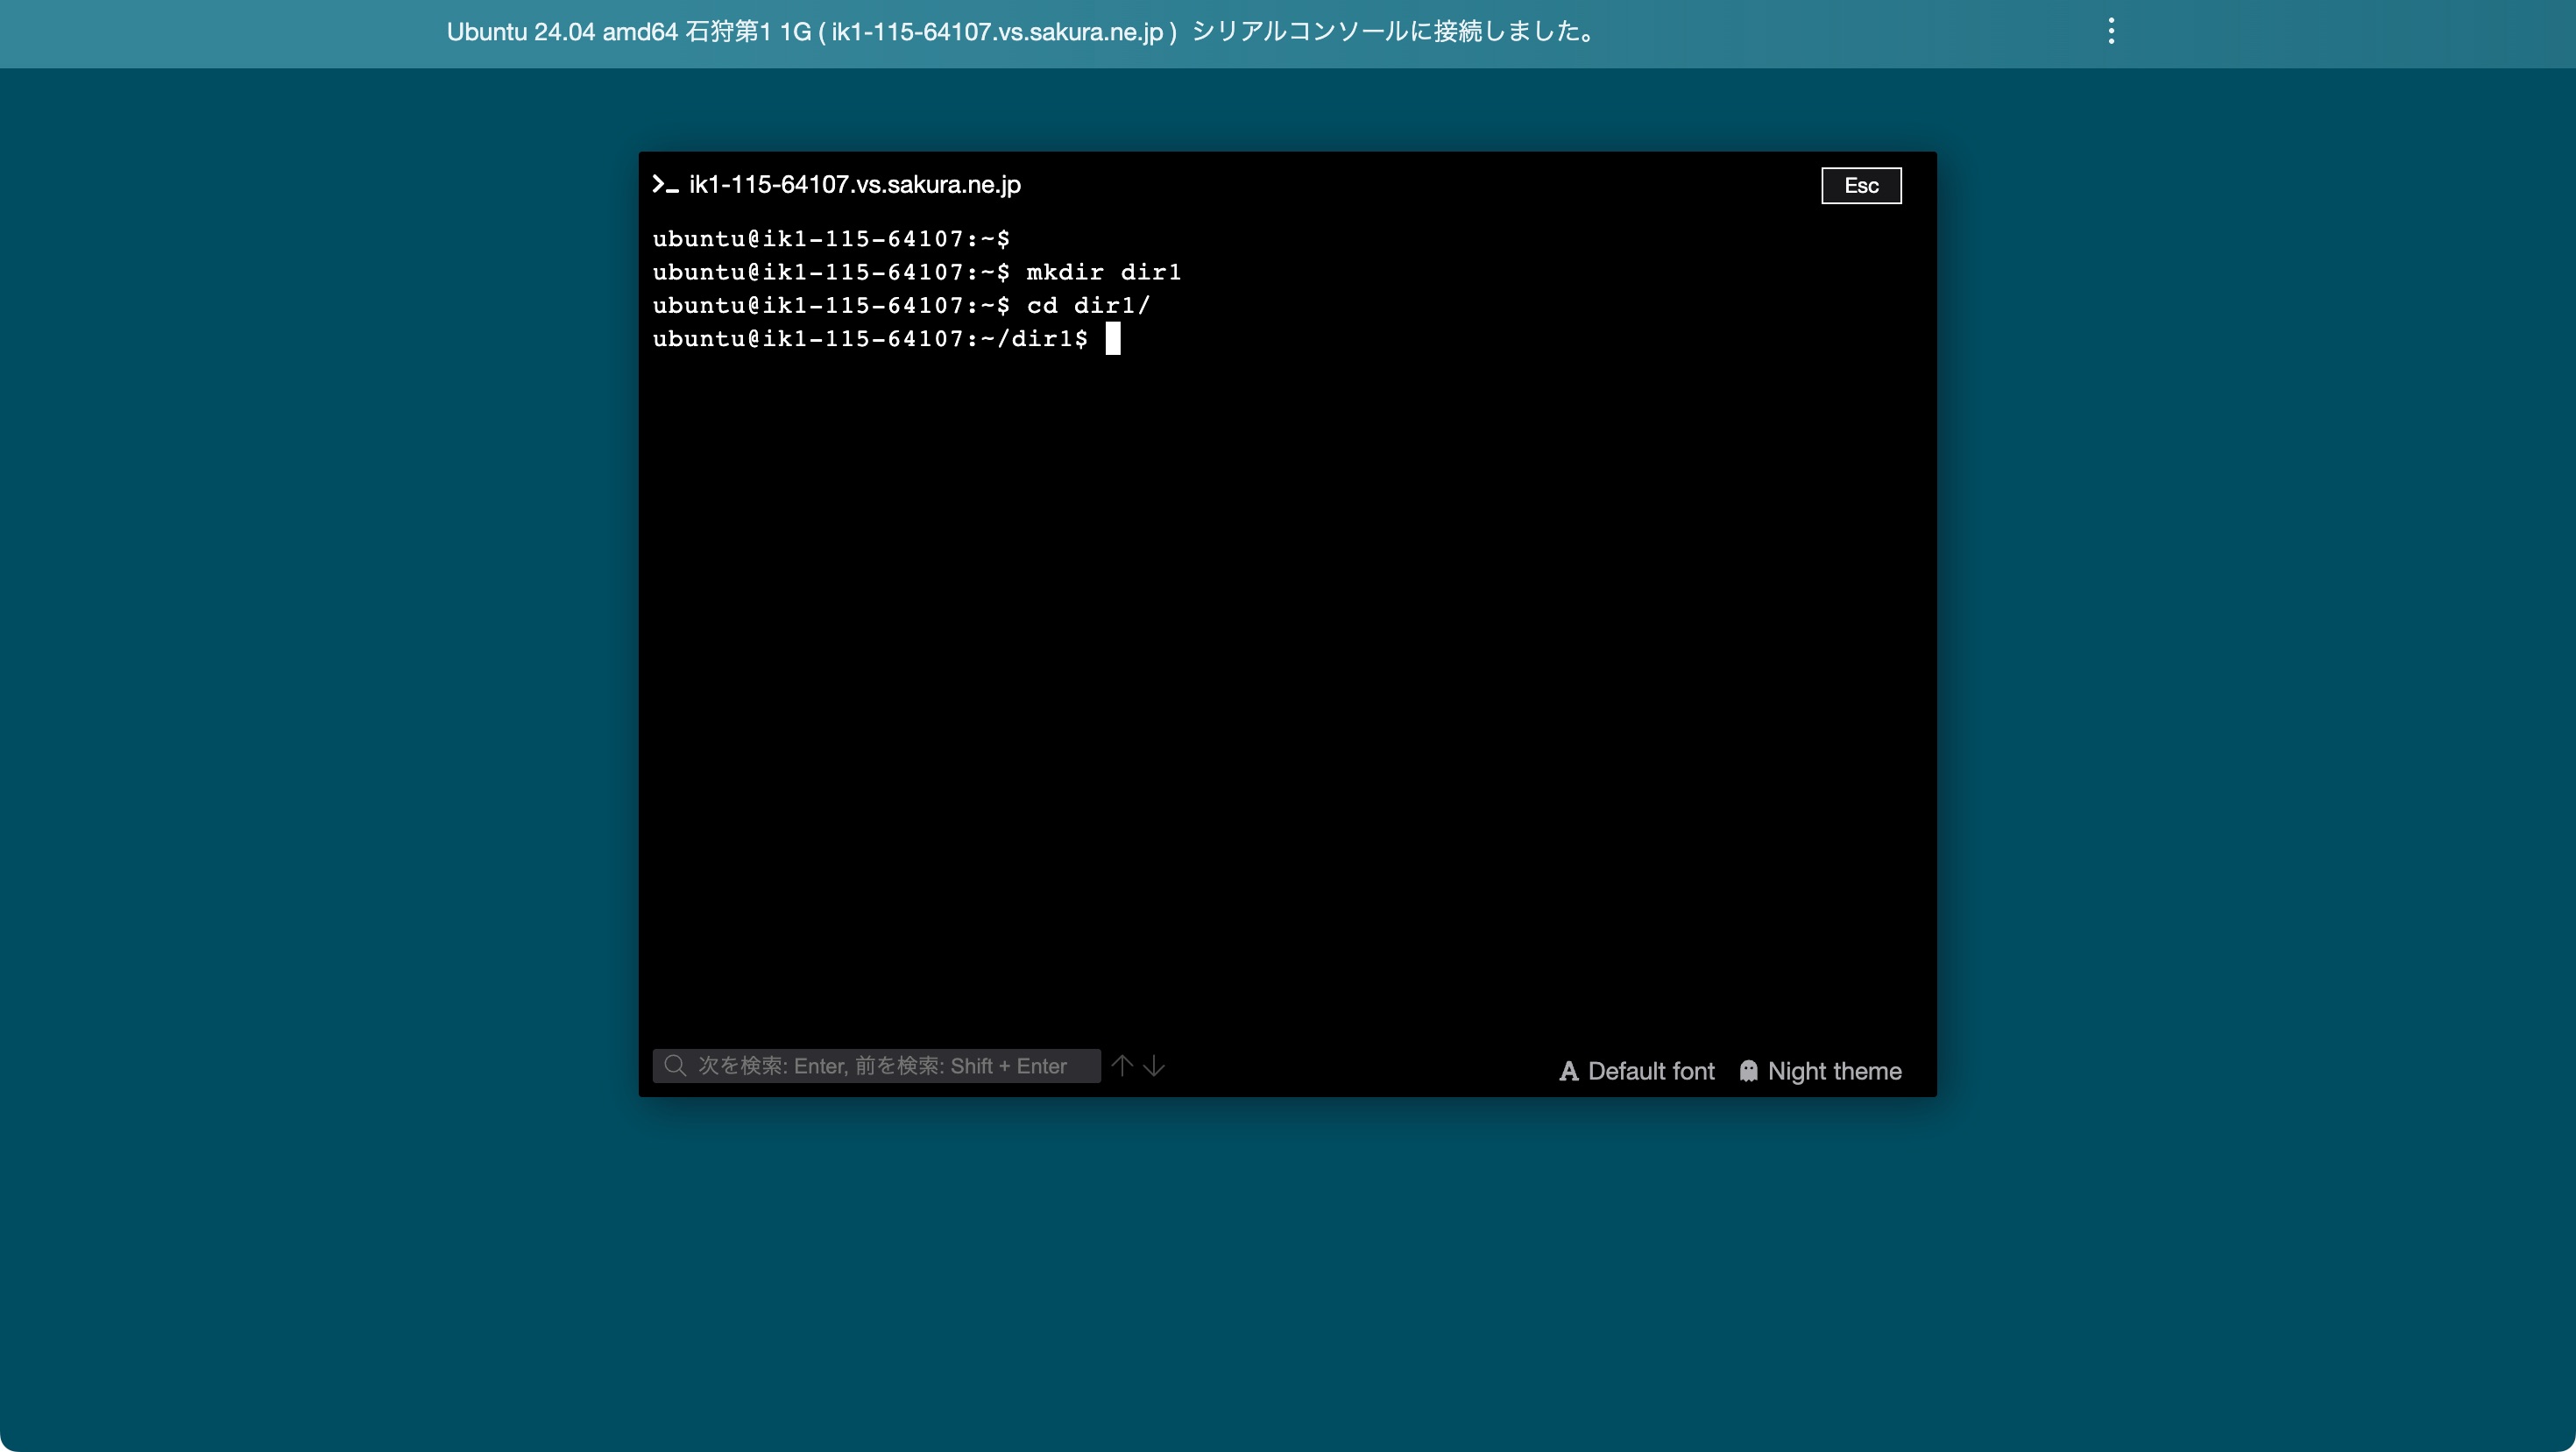 Ubuntu 24.04 amd64 石狩第1 1G ( ik1-115-64107.vs.sakura.ne.jp ) シリアルコンソールに接続しました。
ik1-115-64107.vs.sakura.ne.jp
Esc
ubuntu@ik1-115-64107:~$
ubuntu@ik1-115-64107:~$ mkdir dir1
ubuntu@ik1-115-64107:~$ cd dir1/
ubuntu@ik1-115-64107:~/dir1$
次を検索: Enter, 前を検索: Shift + Enter
Default font Night theme